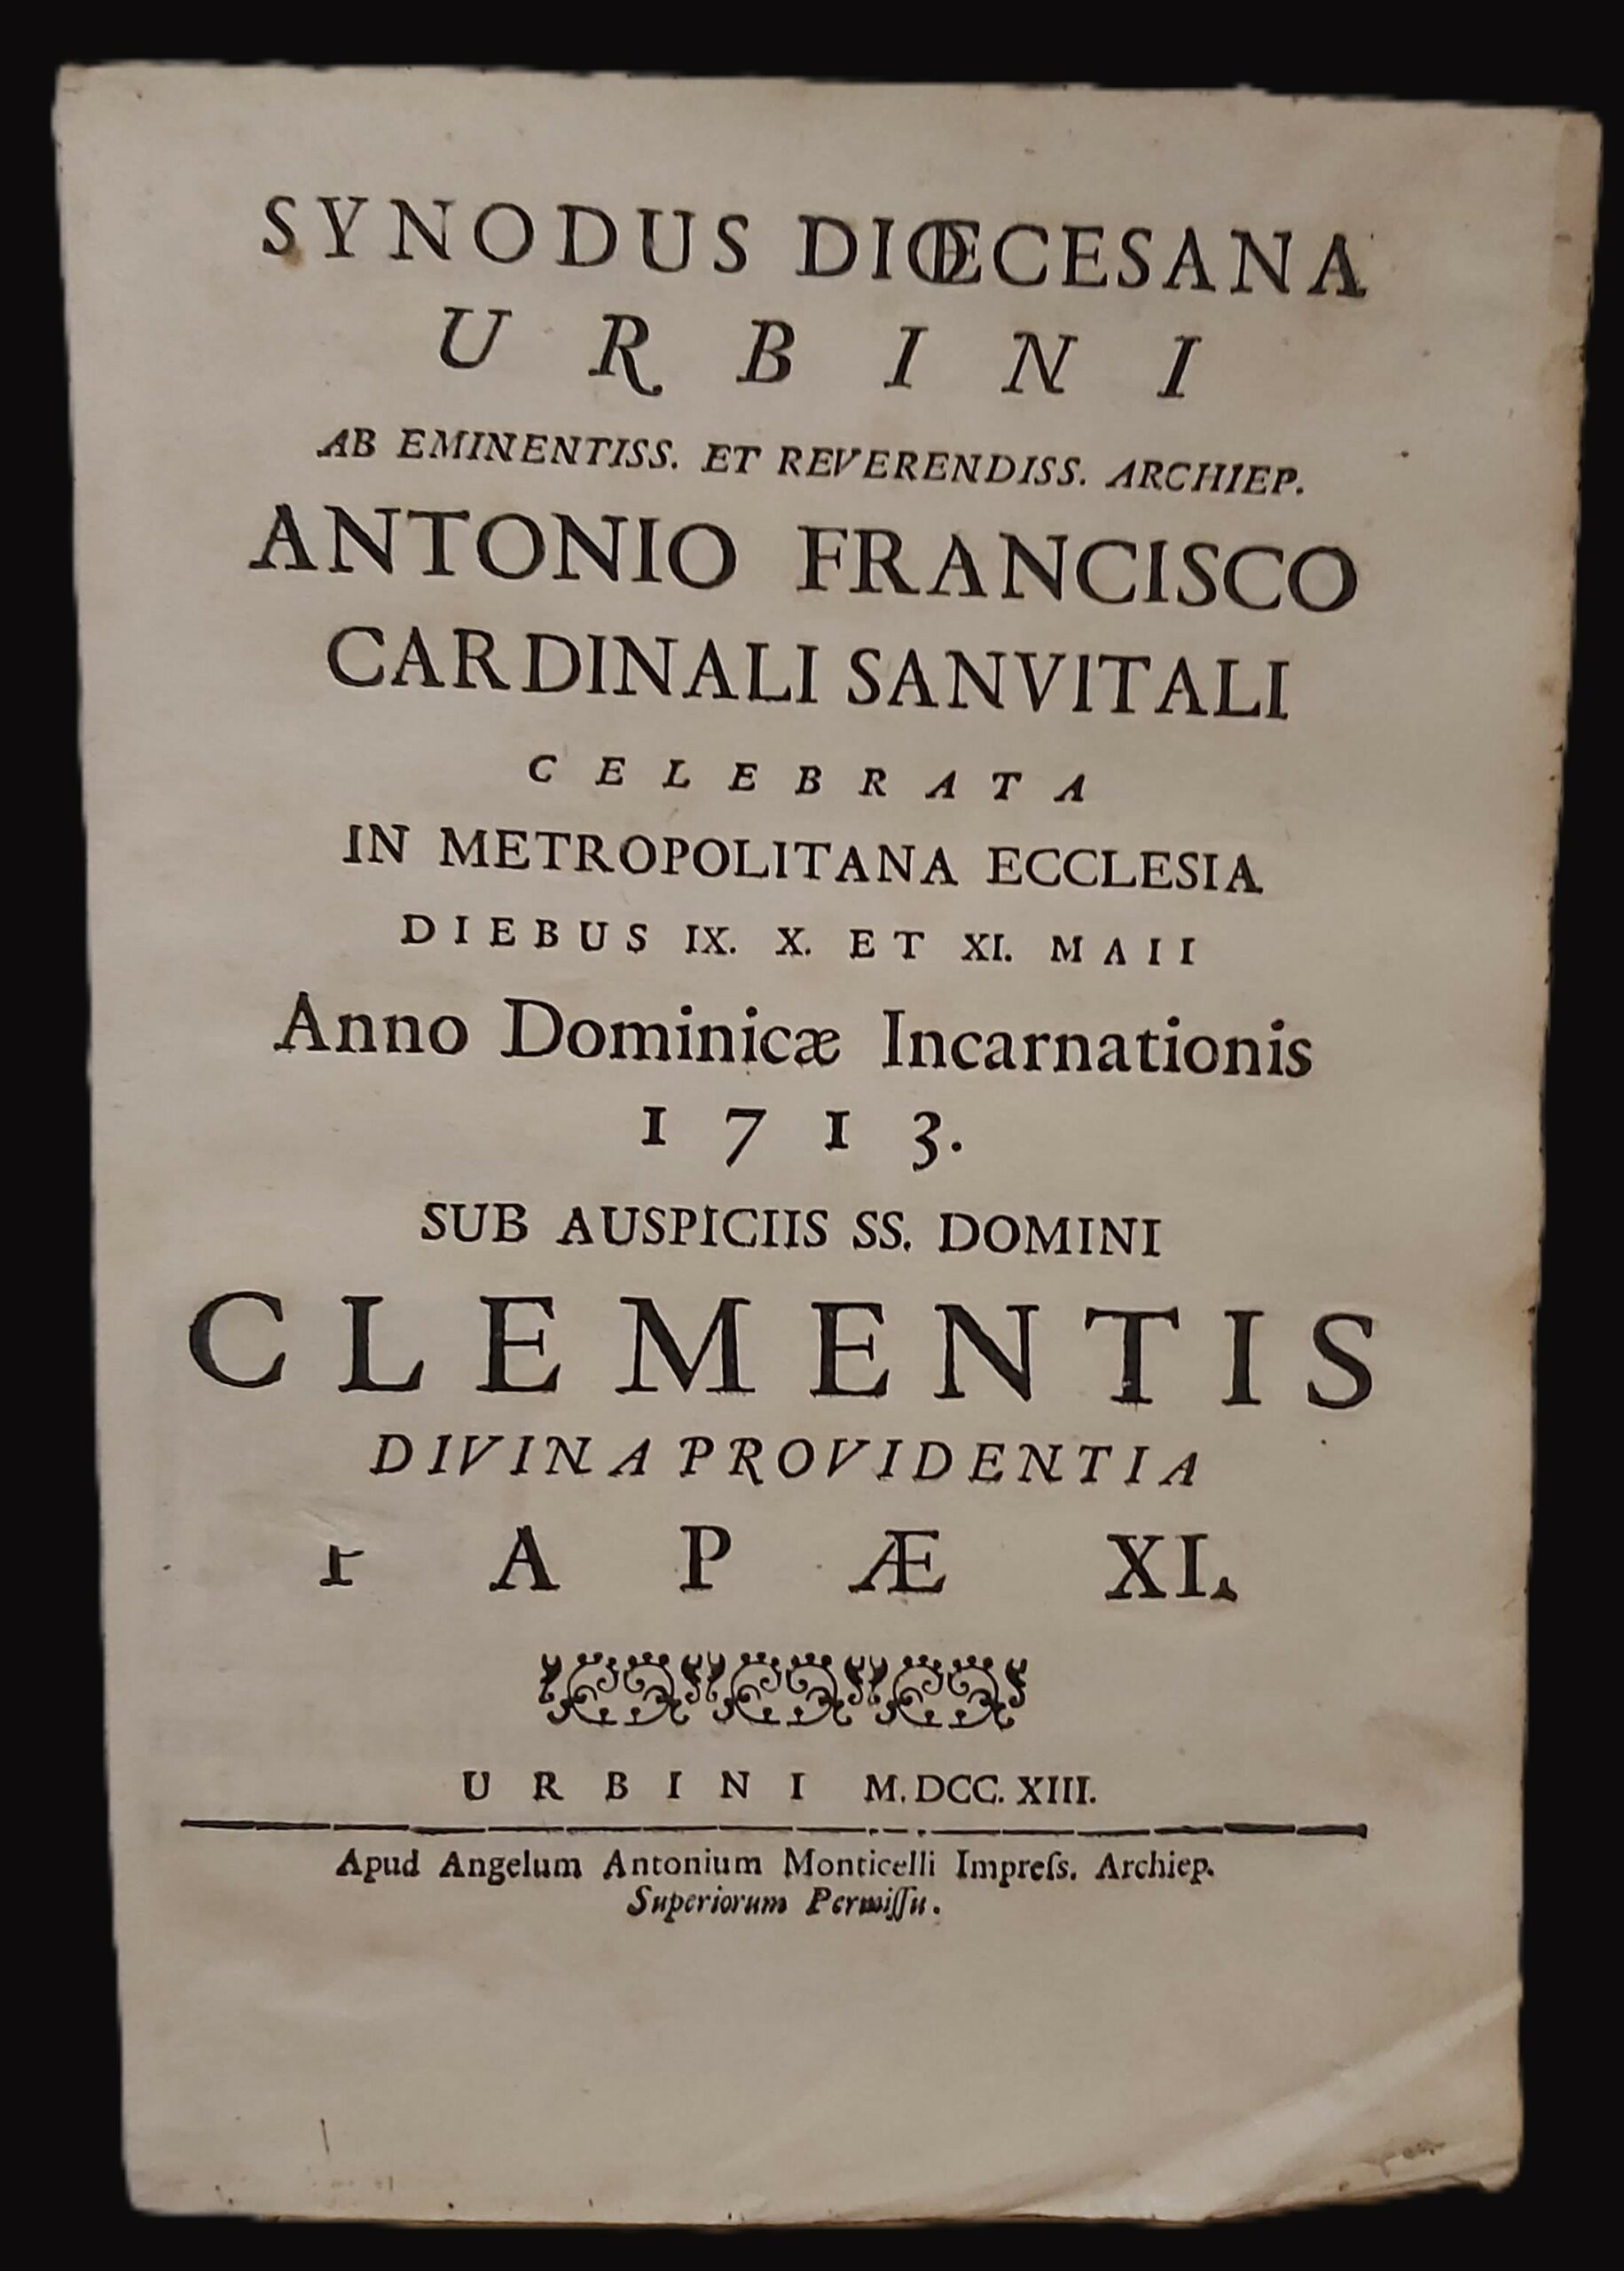 SYNODUS DIŒCESANA
URBINI
AB EMINENTISS. ET REVERENDISS. ARCHIEP.
ANTONIO FRANCISCO
CARDINALI SANVITALI
CELEBRATA
IN METROPOLITANA ECCLESIA
DIEBUS IX. X. ET XI. MAII
Anno Dominicæ Incarnationis
1713.
SUB AUSPICIIS SS. DOMINI
CLEMENTIS
DIVINA PROVIDENTIA
PAPÆ XI.
URBINI M.DCC.XIII.
Apud Angelum Antonium Monticelli Impreſs. Archiep.
Superiorum Permiſſu.